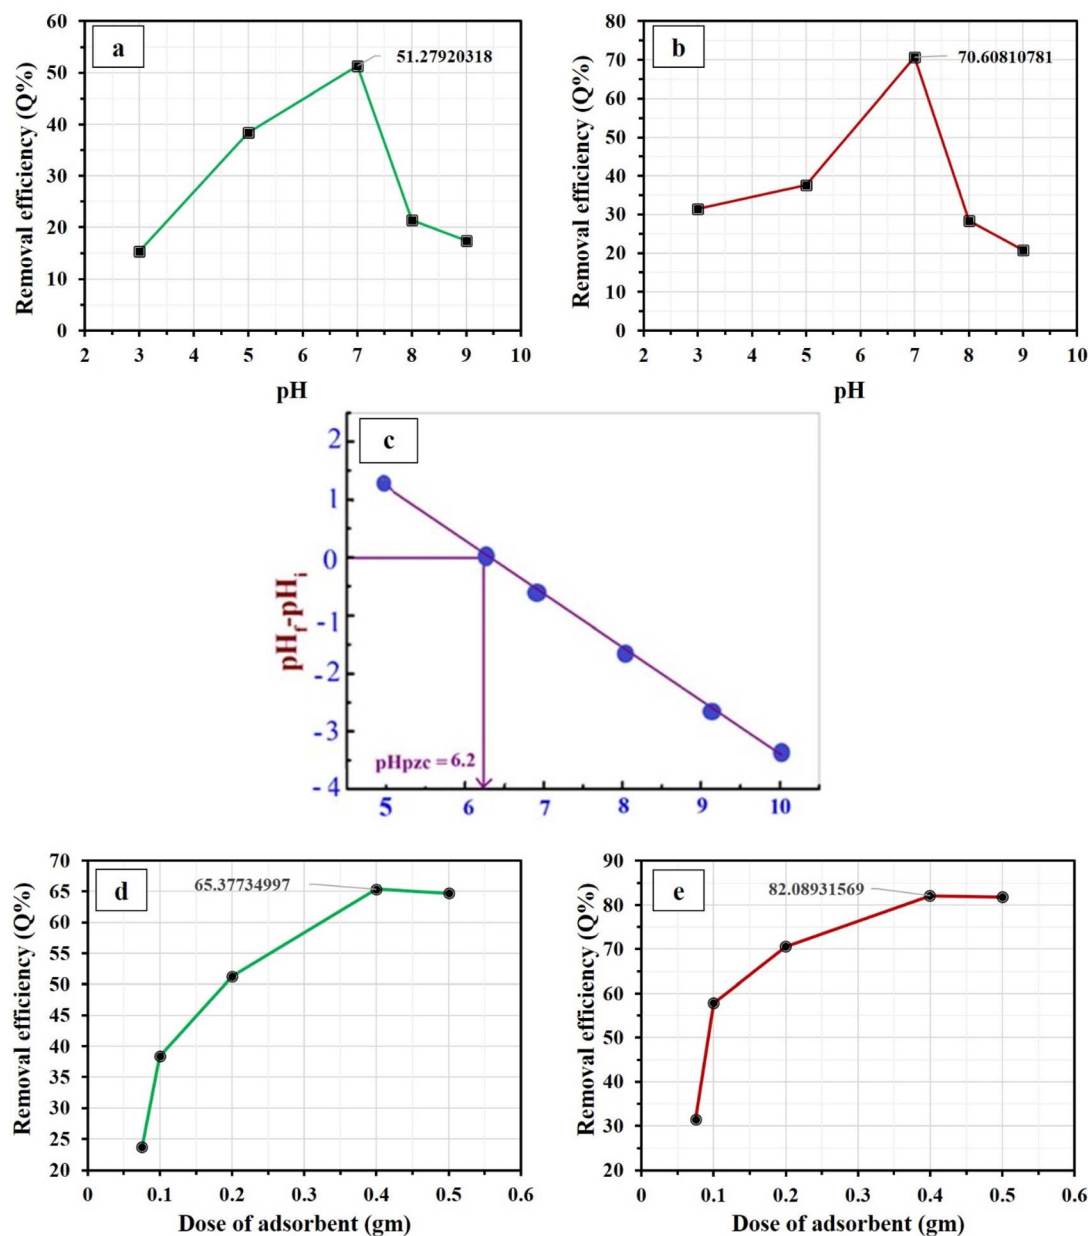 a
51.27920318
Removal efficiency (Q%)
60
50
40
30
20
10
0
2 3 4 5 6 7 8 9 10
pH
b
70.60810781
Removal efficiency (Q%)
80
70
60
50
40
30
20
10
0
2 3 4 5 6 7 8 9 10
pH
c
pHf-pHi
2
1
0
-1
-2
-3
-4
pHpzc = 6.2
5 6 7 8 9 10
d
65.37734997
Removal efficiency (Q%)
70
65
60
55
50
45
40
35
30
25
20
0 0.1 0.2 0.3 0.4 0.5 0.6
Dose of adsorbent (gm)
e
82.08931569
Removal efficiency (Q%)
90
80
70
60
50
40
30
20
0 0.1 0.2 0.3 0.4 0.5 0.6
Dose of adsorbent (gm)